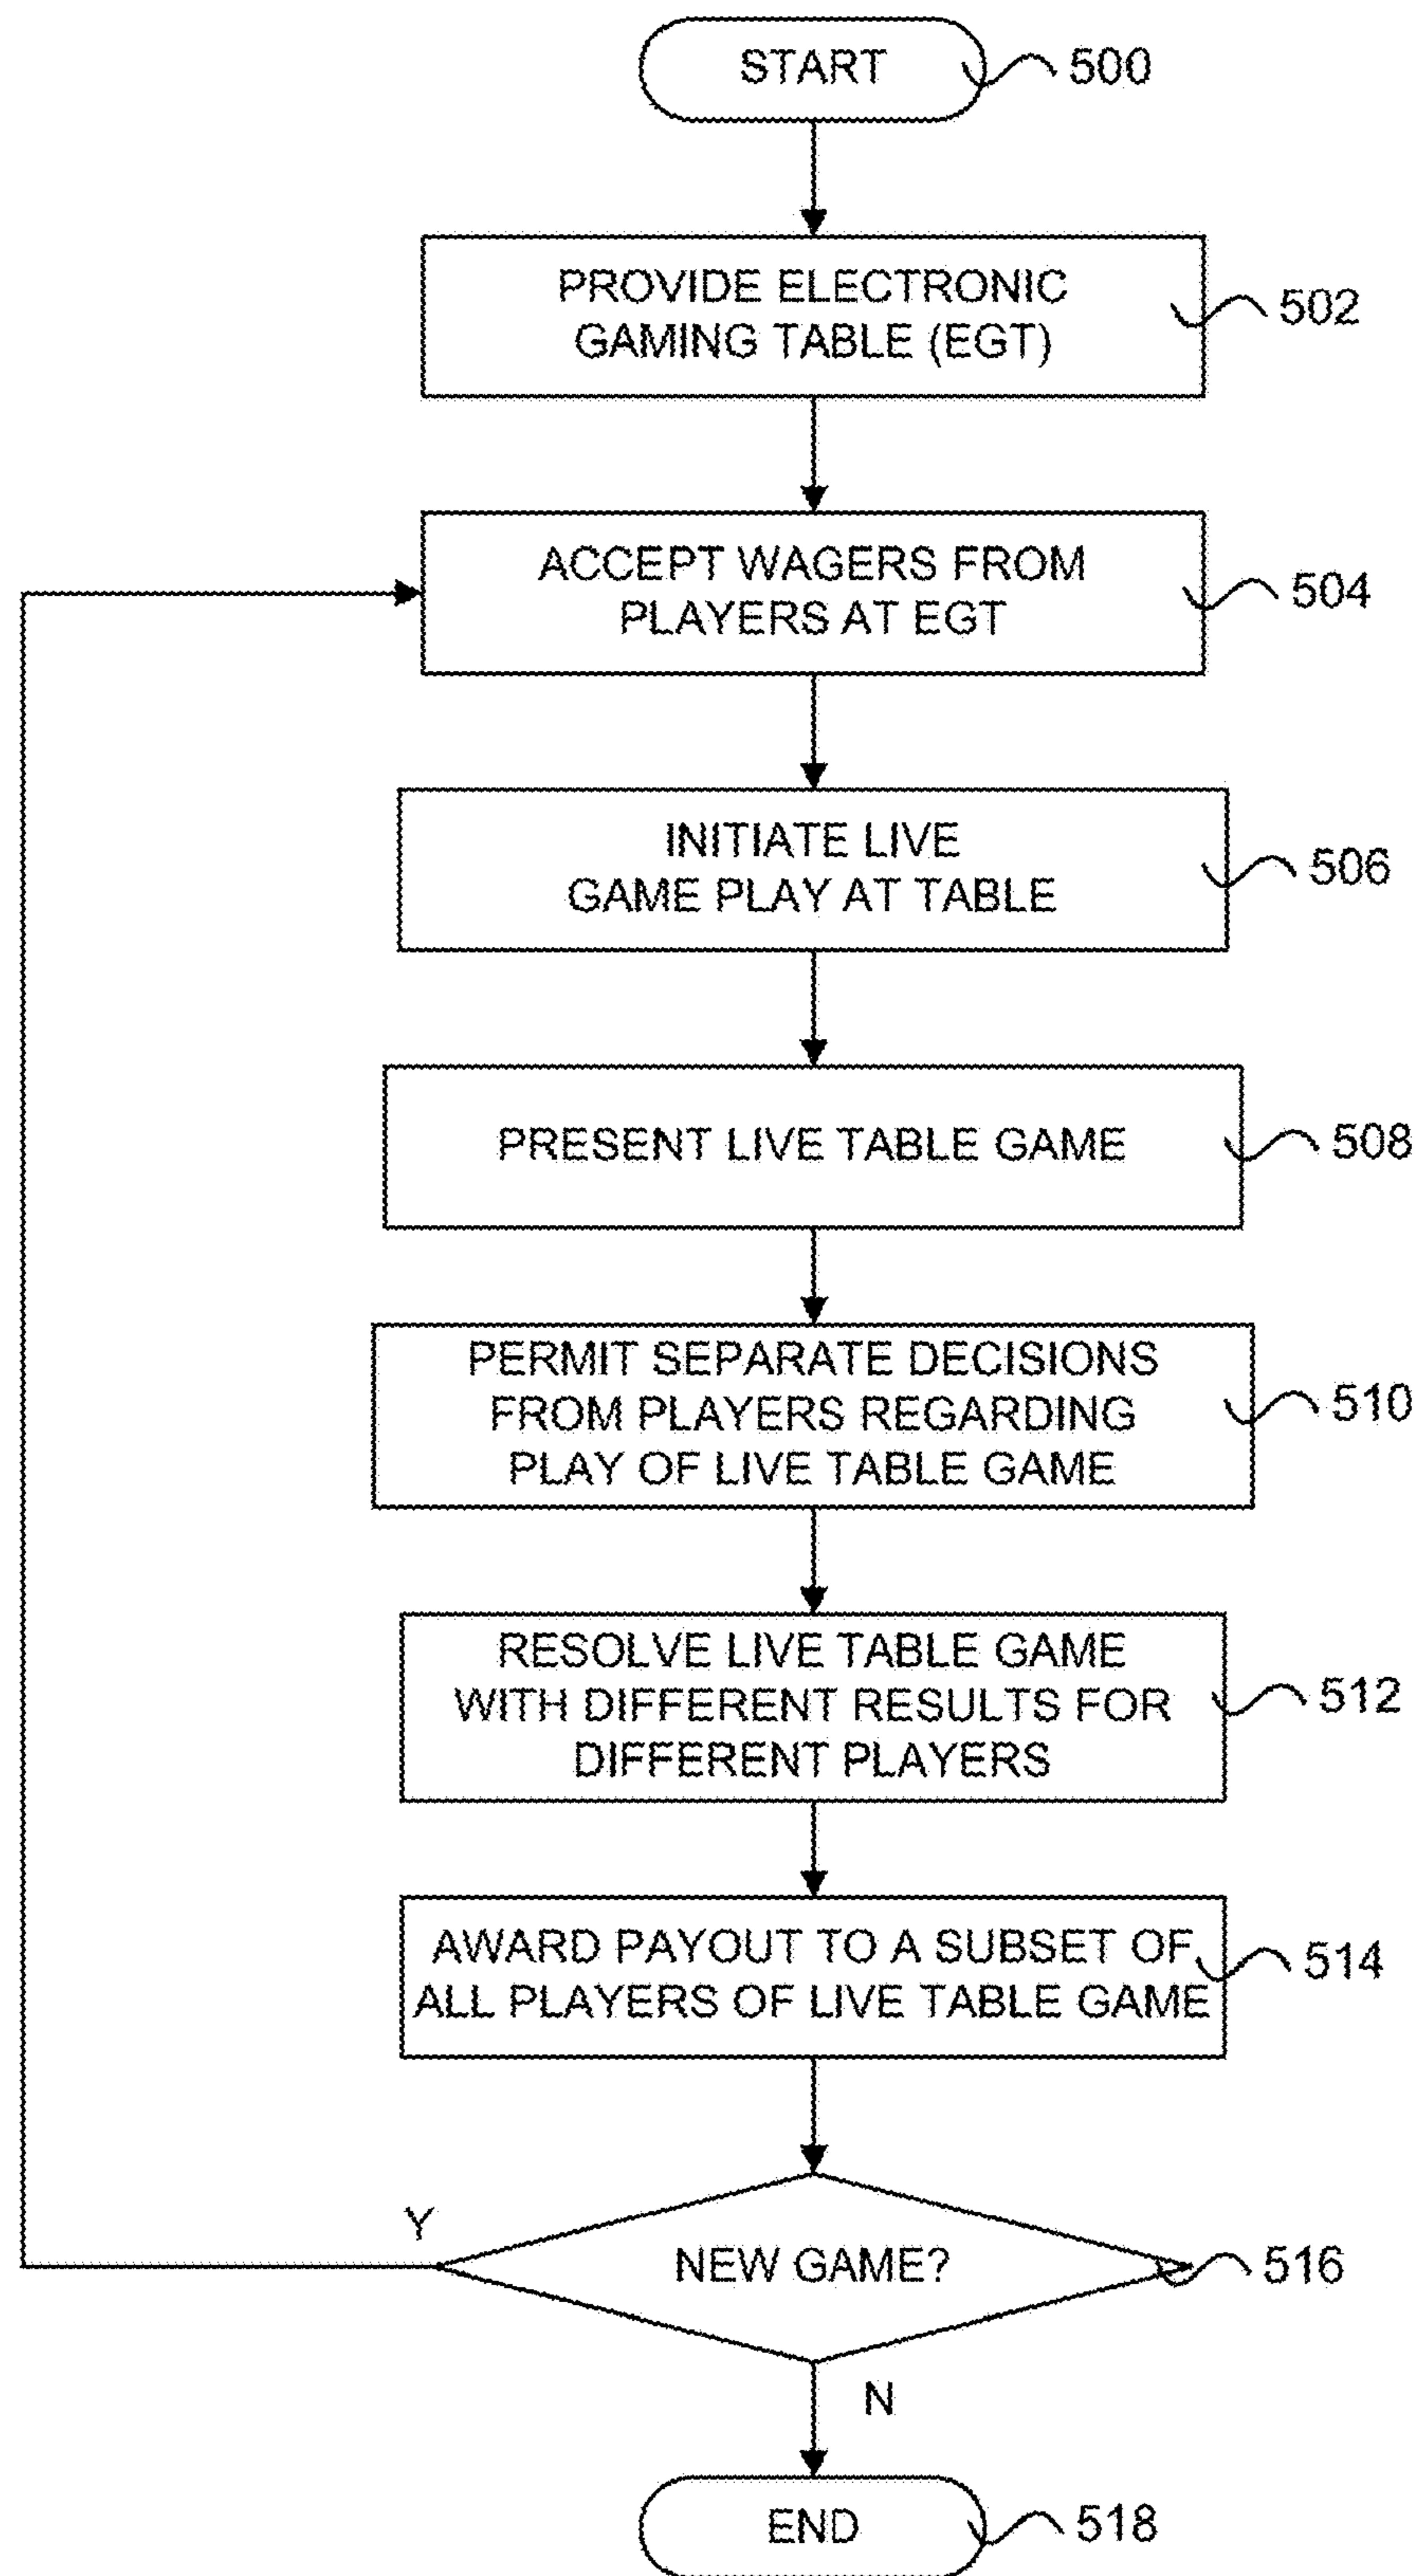 START
500
PROVIDE ELECTRONIC
GAMING TABLE (EGT)
502
ACCEPT WAGERS FROM
PLAYERS AT EGT
504
INITIATE LIVE
GAME PLAY AT TABLE
506
PRESENT LIVE TABLE GAME
508
PERMIT SEPARATE DECISIONS
FROM PLAYERS REGARDING
PLAY OF LIVE TABLE GAME
510
RESOLVE LIVE TABLE GAME
WITH DIFFERENT RESULTS FOR
DIFFERENT PLAYERS
512
AWARD PAYOUT TO A SUBSET OF
ALL PLAYERS OF LIVE TABLE GAME
514
Y
NEW GAME?
516
N
END
518